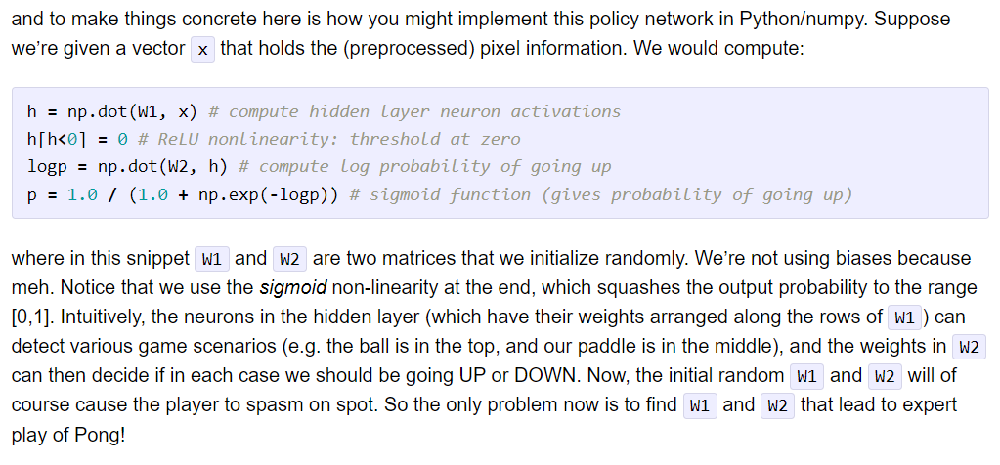 and to make things concrete here is how you might implement this policy network in Python/numpy. Suppose
we’re given a vector x that holds the (preprocessed) pixel information. We would compute:
h = np.dot(W1, x) # compute hidden layer neuron activations
h[h<0] = 0 # ReLU nonlinearity: threshold at zero
logp = np.dot(W2, h) # compute log probability of going up
p = 1.0 / (1.0 + np.exp(-logp)) # sigmoid function (gives probability of going up)
where in this snippet W1 and W2 are two matrices that we initialize randomly. We’re not using biases because
meh. Notice that we use the sigmoid non-linearity at the end, which squashes the output probability to the range
[0,1]. Intuitively, the neurons in the hidden layer (which have their weights arranged along the rows of W1) can
detect various game scenarios (e.g. the ball is in the top, and our paddle is in the middle), and the weights in W2
can then decide if in each case we should be going UP or DOWN. Now, the initial random W1 and W2 will of
course cause the player to spasm on spot. So the only problem now is to find W1 and W2 that lead to expert
play of Pong!